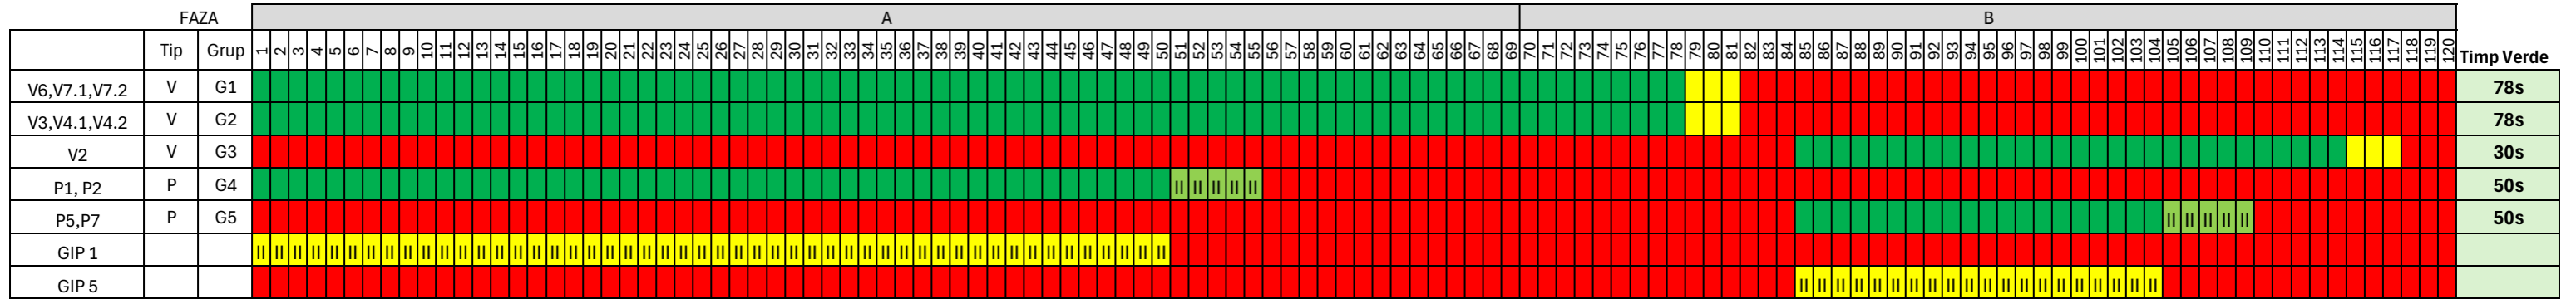 FAZA A B
Tip Grup 1 2 3 4 5 6 7 8 9 10 11 12 13 14 15 16 17 18 19 20 21 22 23 24 25 26 27 28 29 30 31 32 33 34 35 36 37 38 39 40 41 42 43 44 45 46 47 48 49 50 51 52 53 54 55 56 57 58 59 60 61 62 63 64 65 66 67 68 69 70 71 72 73 74 75 76 77 78 79 80 81 82 83 84 85 86 87 88 89 90 91 92 93 94 95 96 97 98 99 100 101 102 103 104 105 106 107 108 109 110 111 112 113 114 115 116 117 118 119 120 Timp Verde
V6,V7.1,V7.2 V G1 78s
V3,V4.1,V4.2 V G2 78s
V2 V G3 30s
P1, P2 P G4 || || || || || 50s
P5,P7 P G5 || || || || || 50s
GIP 1 || || || || || || || || || || || || || || || || || || || || || || || || || || || || || || || || || || || || || || || || || || || || || || || || || ||
GIP 5 || || || || || || || || || || || || || || || || || || || ||